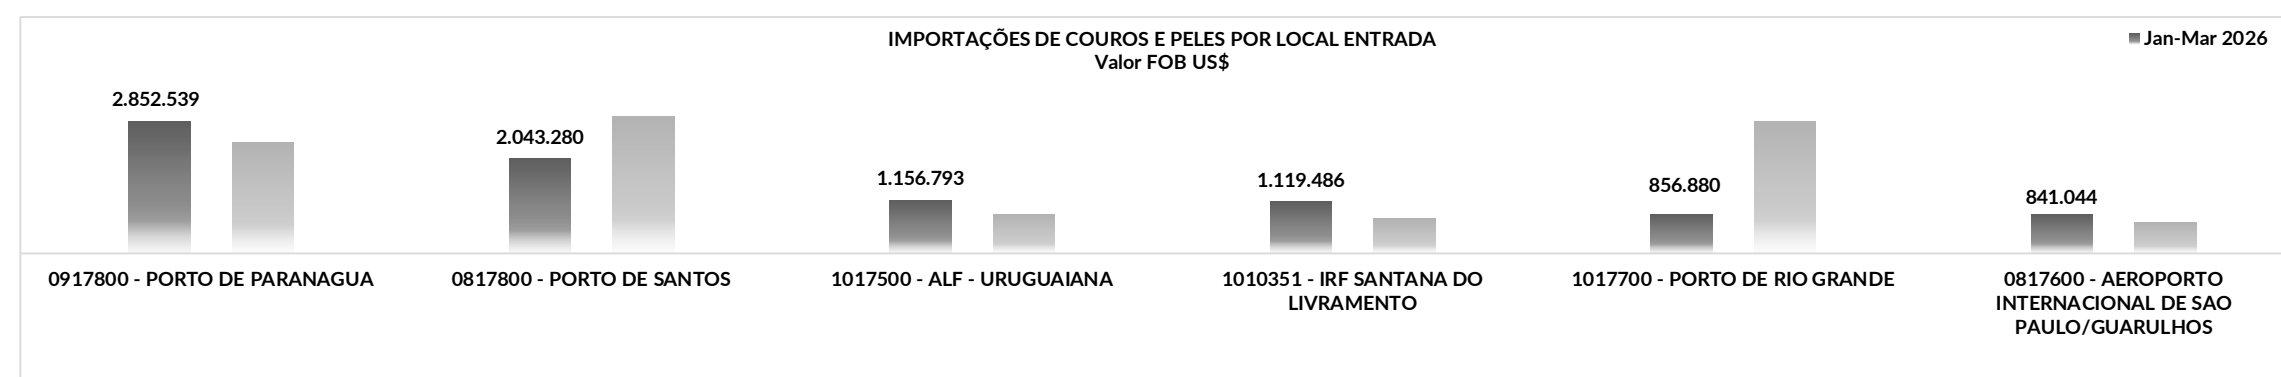 IMPORTAÇÕES DE COUROS E PELES POR LOCAL ENTRADA
Valor FOB US$
Jan-Mar 2026
2.852.539
2.043.280
1.156.793
1.119.486
856.880
841.044
0917800 - PORTO DE PARANAGUA
0817800 - PORTO DE SANTOS
1017500 - ALF - URUGUAIANA
1010351 - IRF SANTANA DO
LIVRAMENTO
1017700 - PORTO DE RIO GRANDE
0817600 - AEROPORTO
INTERNACIONAL DE SAO
PAULO/GUARULHOS